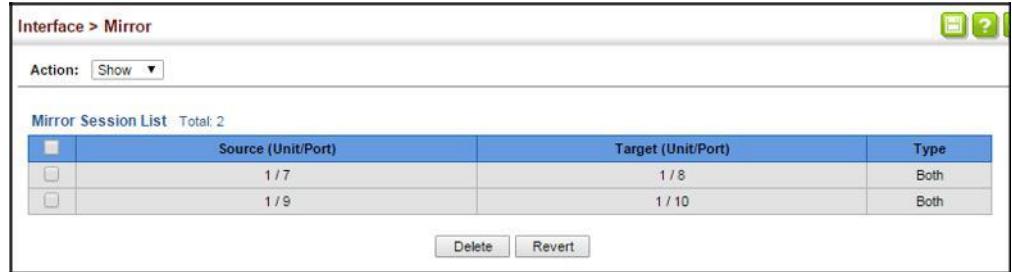 Interface > Mirror
?
Action: Show
Mirror Session List Total: 2
Source (Unit/Port) Target (Unit/Port) Type
1 / 7 1 / 8 Both
1 / 9 1 / 10 Both
Delete Revert